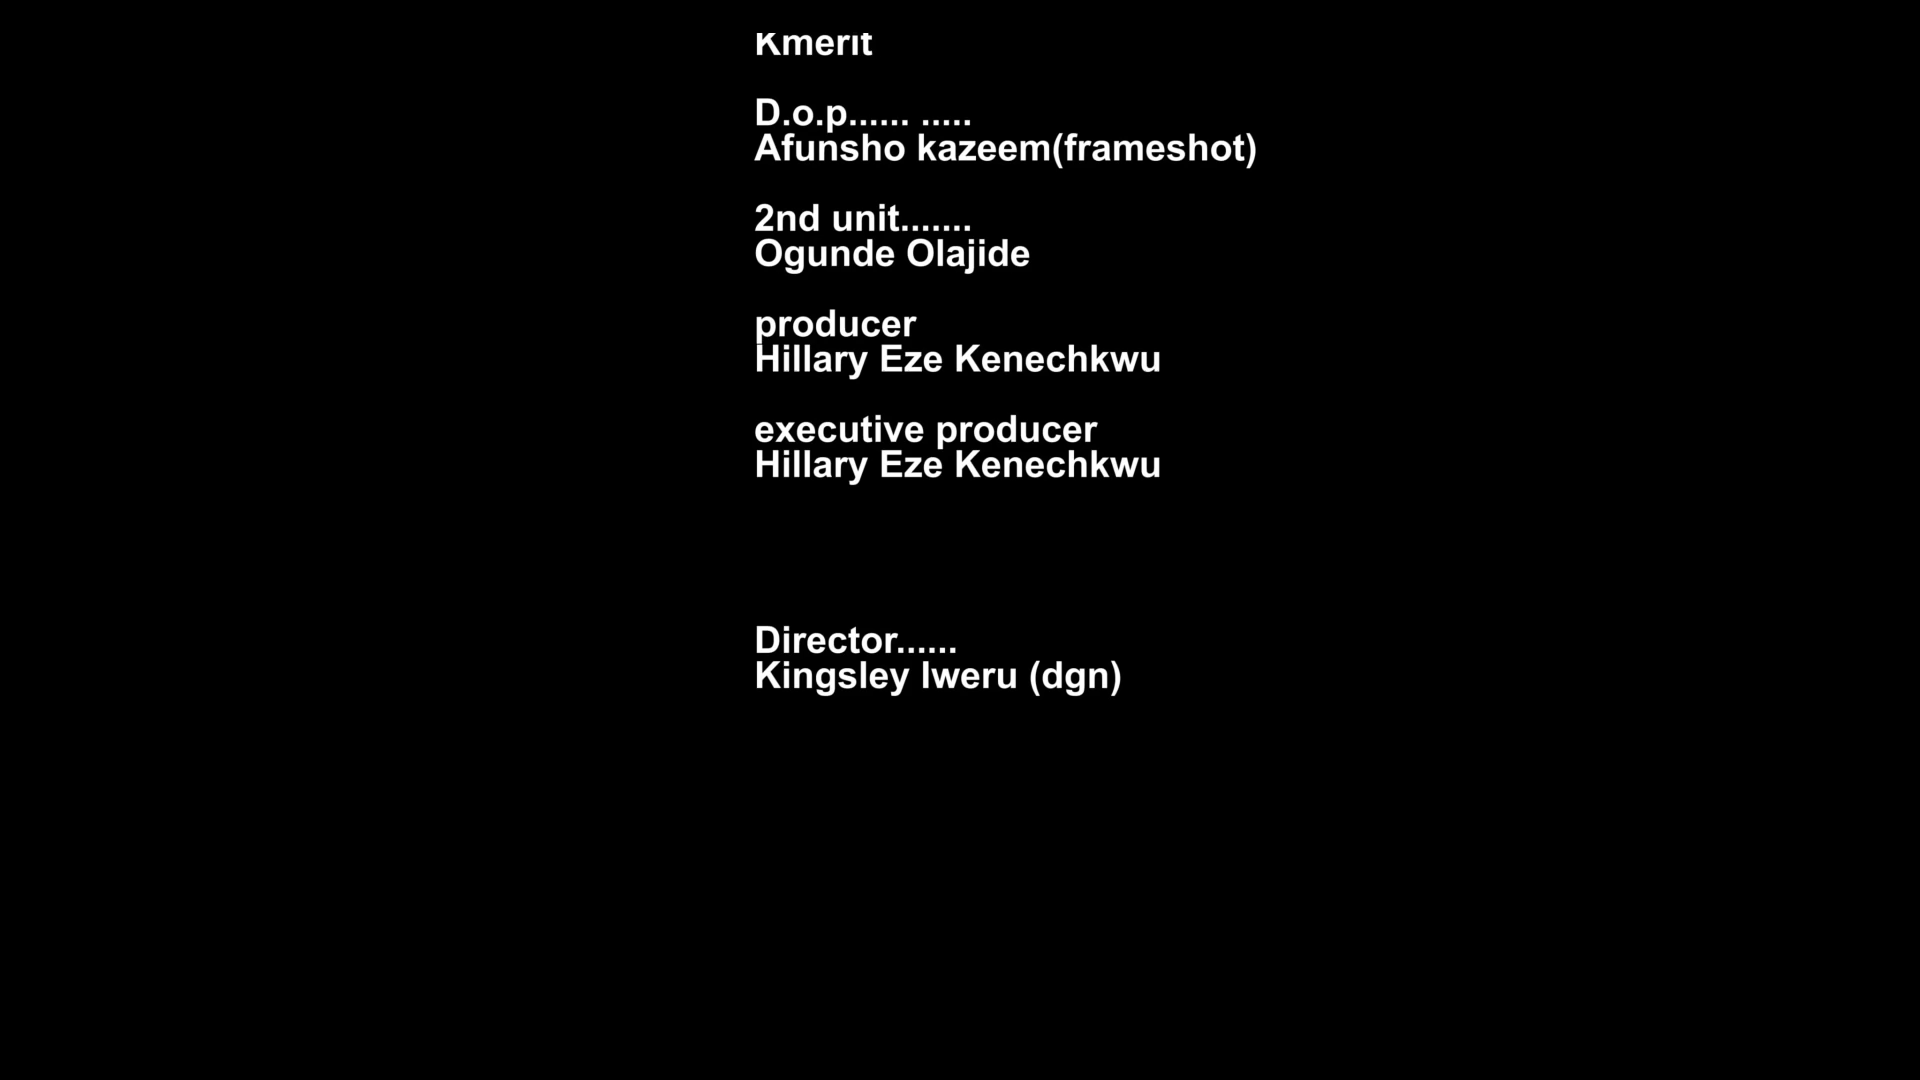 Kmerit
D.o.p...... .....
Afunsho kazeem(frameshot)
2nd unit.......
Ogunde Olajide
producer
Hillary Eze Kenechkwu
executive producer
Hillary Eze Kenechkwu
Director......
Kingsley Iweru (dgn)